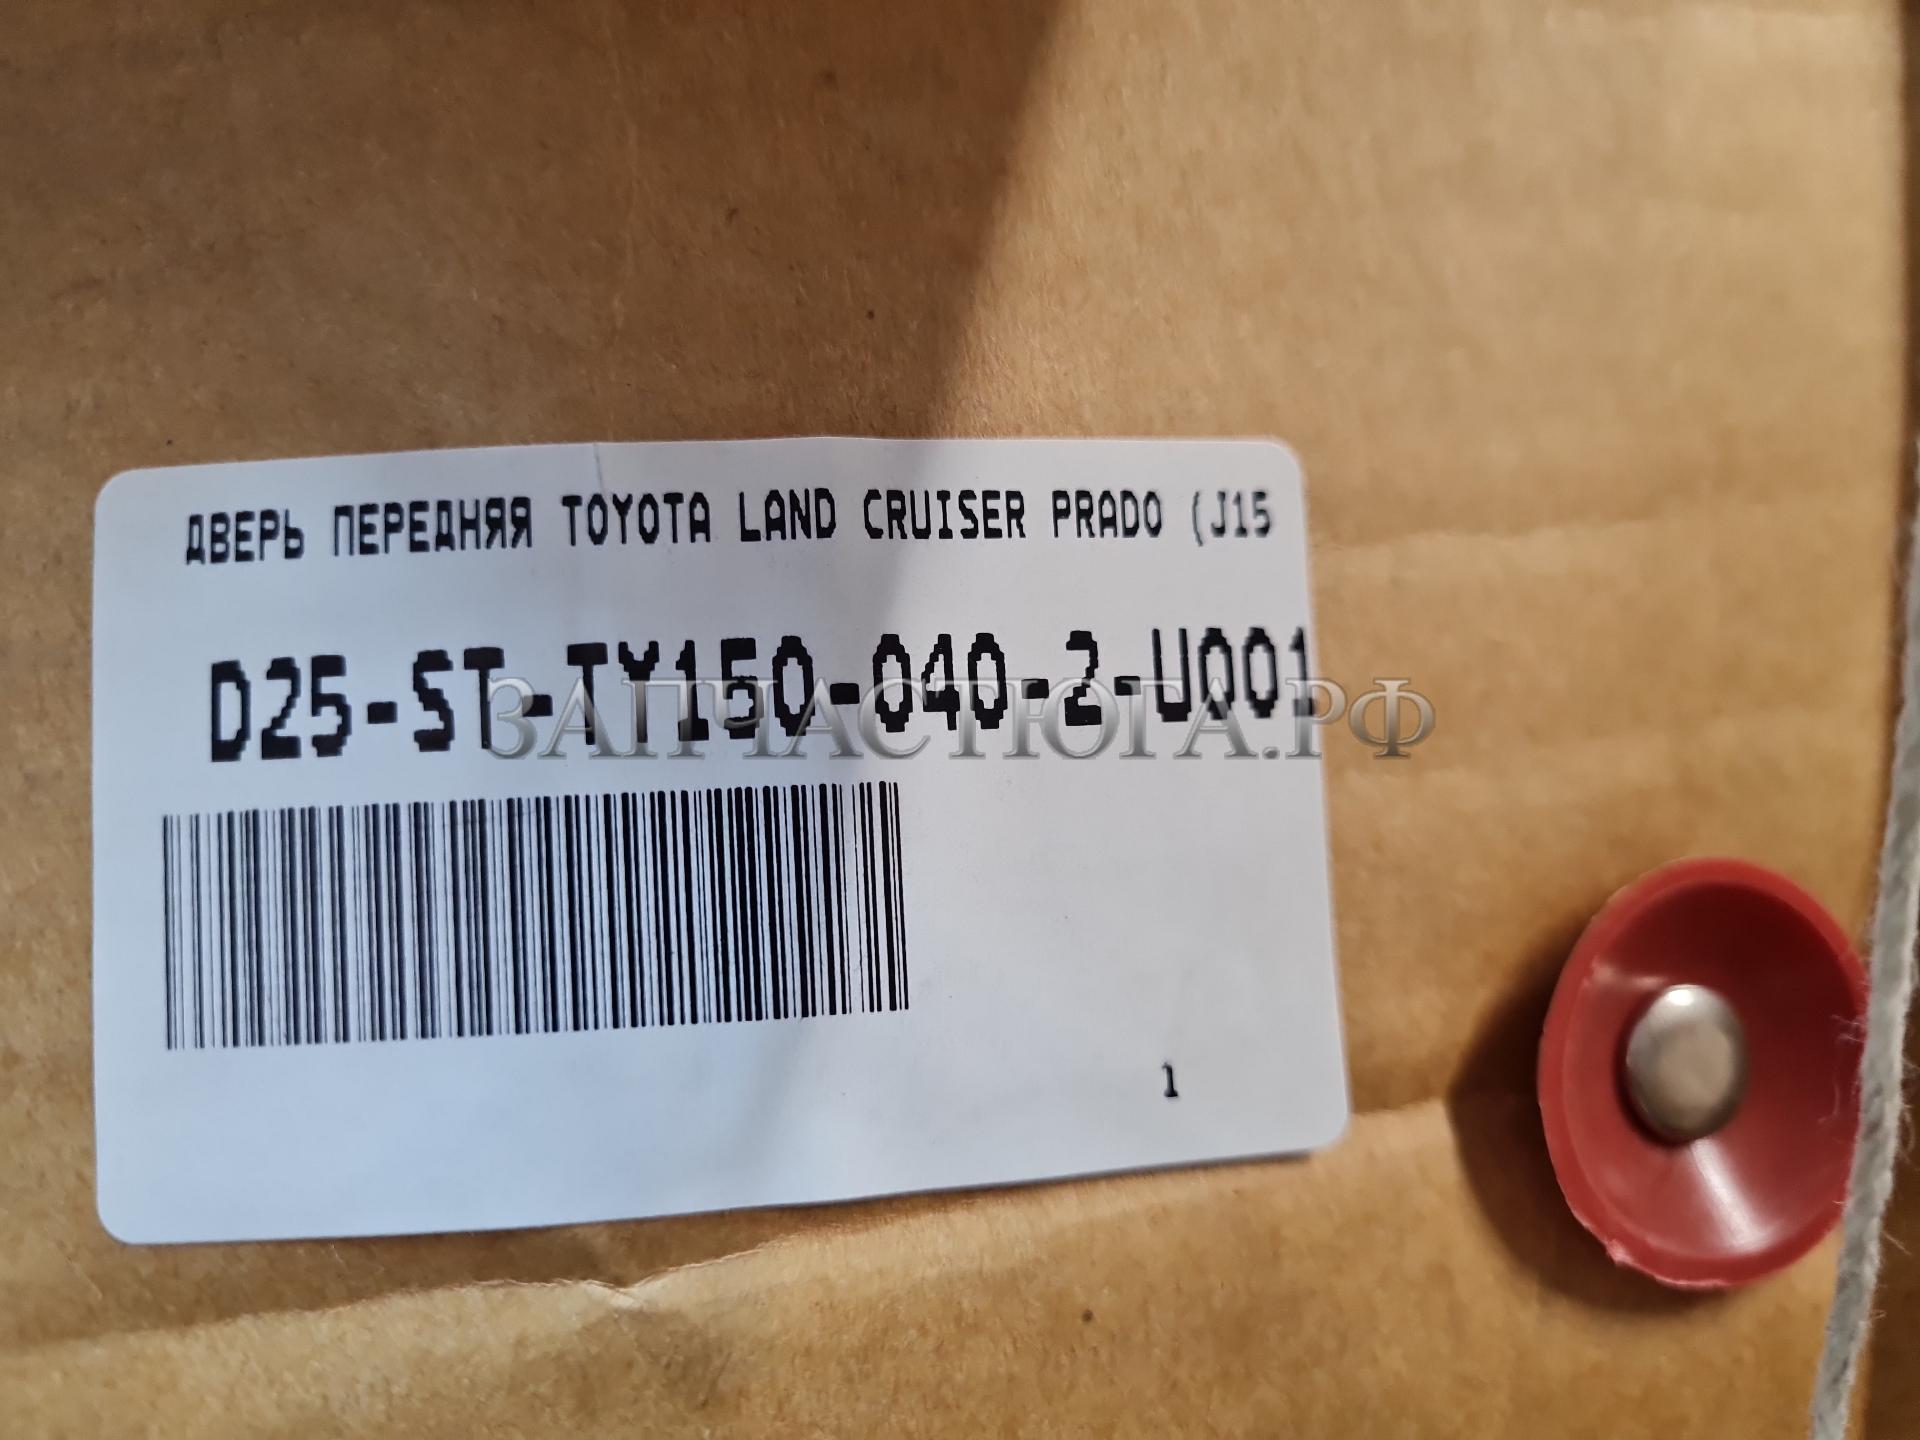 ДВЕРЬ ПЕРЕДНЯЯ TOYOTA LAND CRUISER PRADO (J15
D25-ST-TY150-040-2-U001
ЗАПЧАСТЮГА.РФ
1